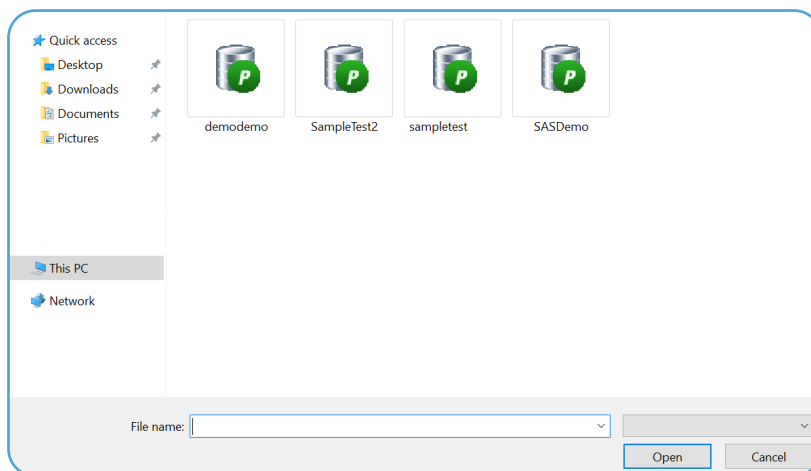 Quick access
Desktop
Downloads
Documents
Pictures
This PC
Network
P P P P
demodemo SampleTest2 sampletest SASDemo
File name:
Open Cancel